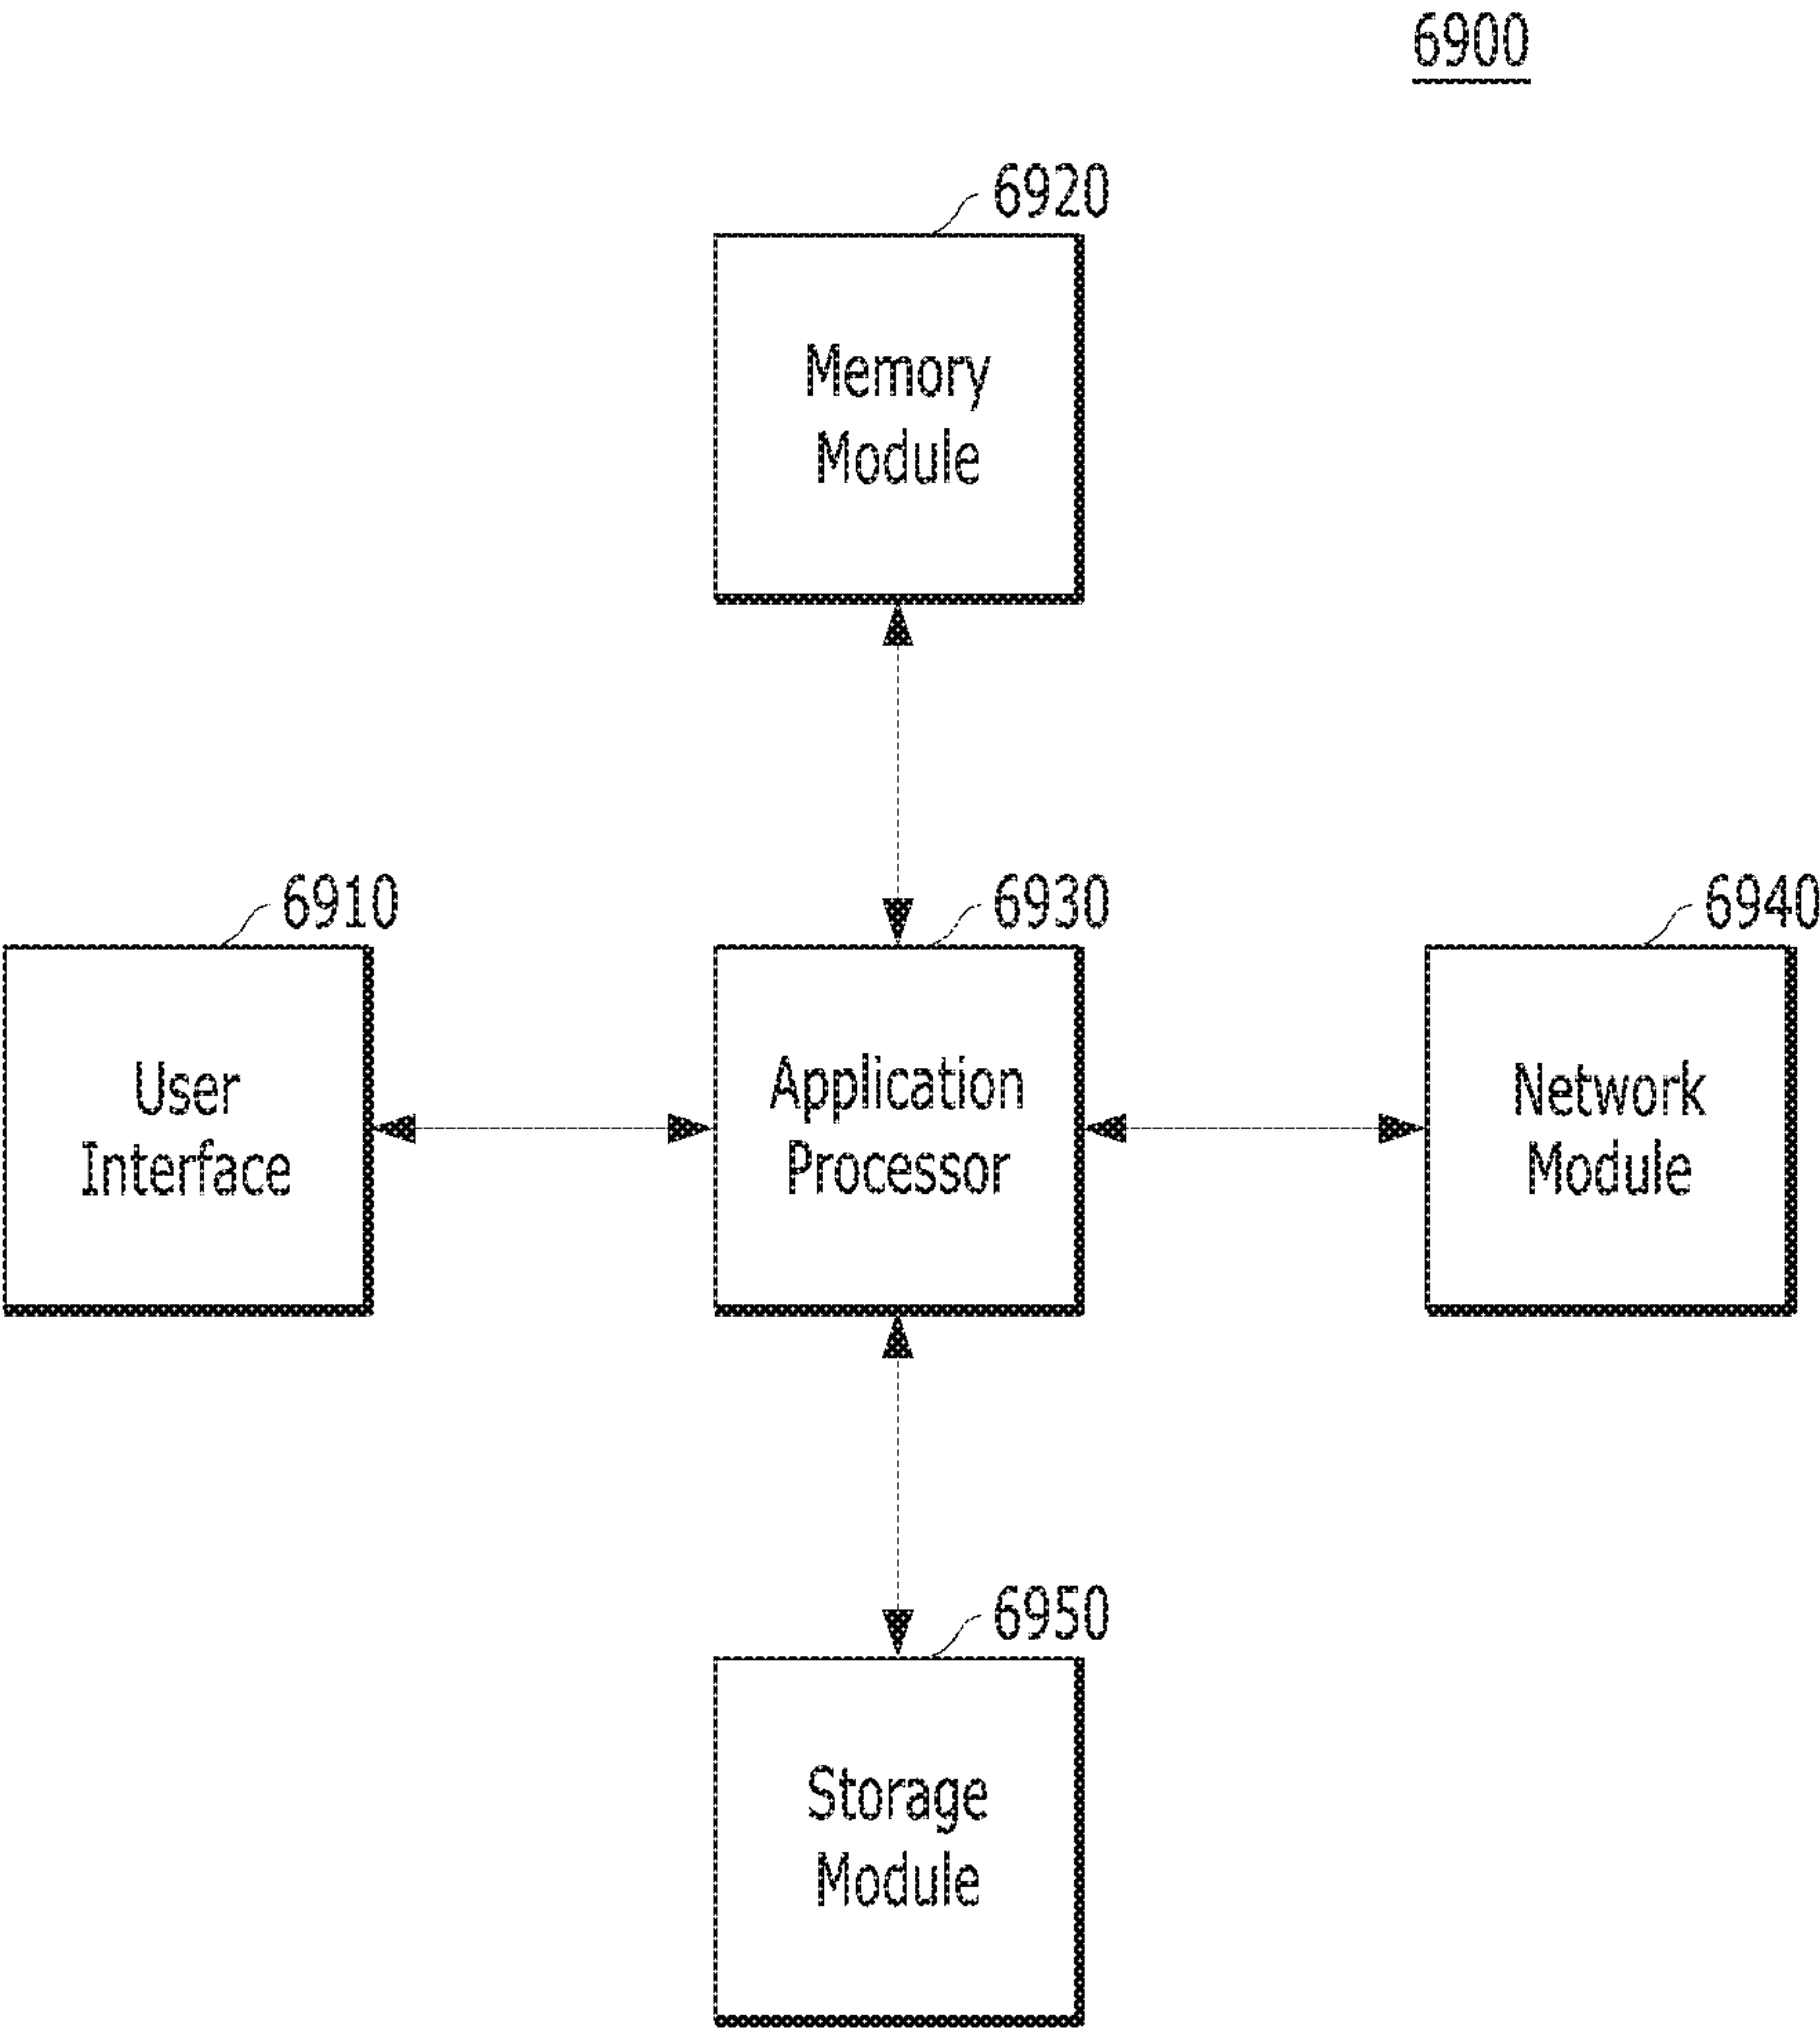 6900
6920
Memory
Module
6910
6930
6940
User
Interface
Application
Processor
Network
Module
6950
Storage
Module